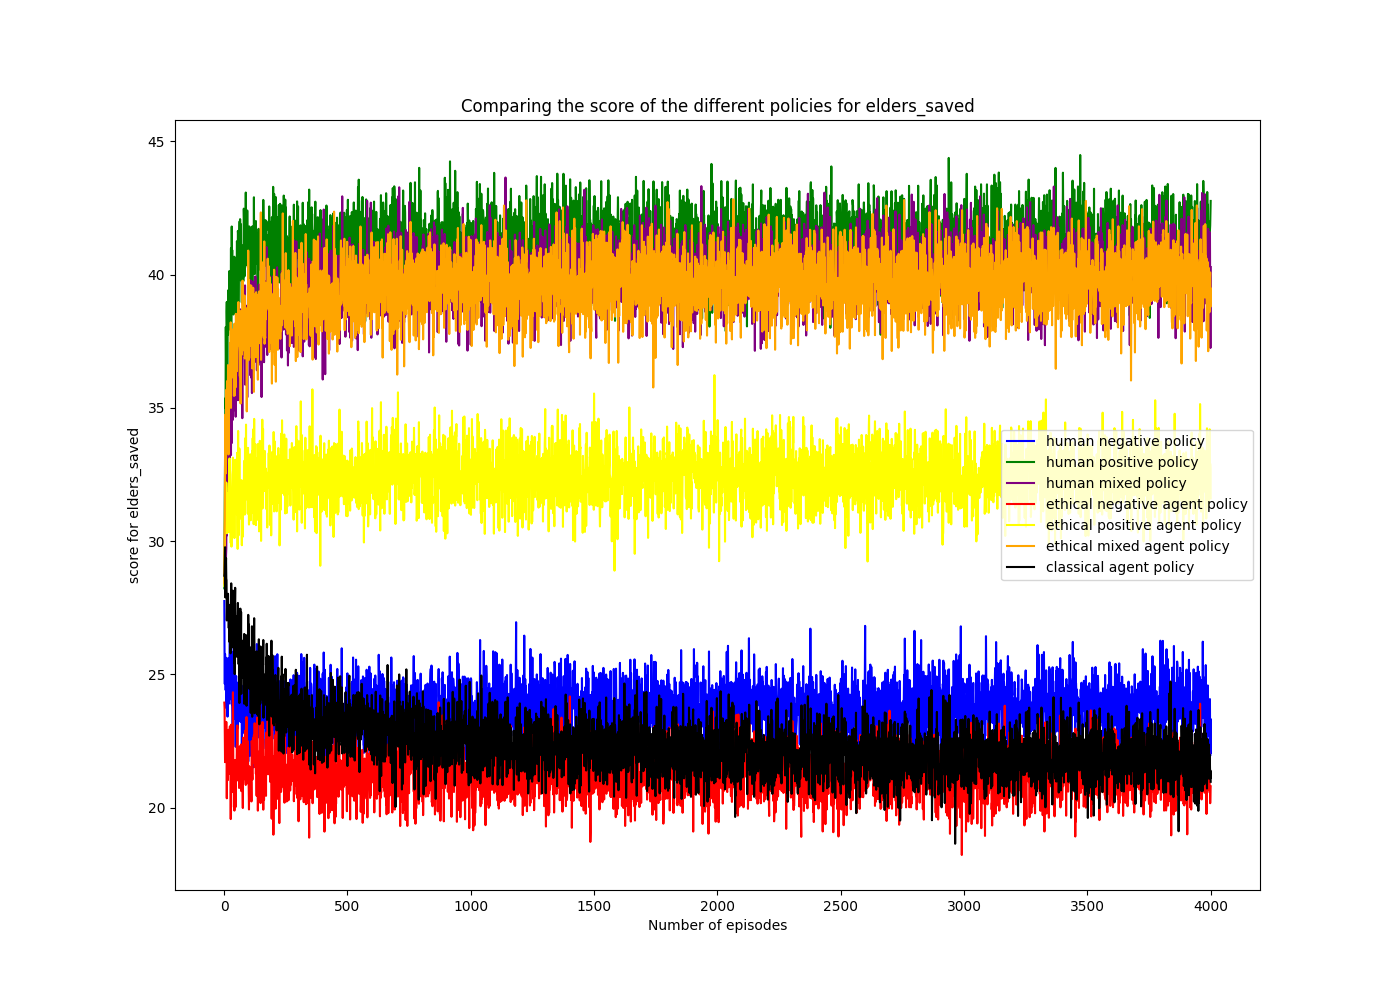 Comparing the score of the different policies for elders_saved
45
40
35
30
25
20
score for elders_saved
human negative policy
human positive policy
human mixed policy
ethical negative agent policy
ethical positive agent policy
ethical mixed agent policy
classical agent policy
0 500 1000 1500 2000 2500 3000 3500 4000
Number of episodes